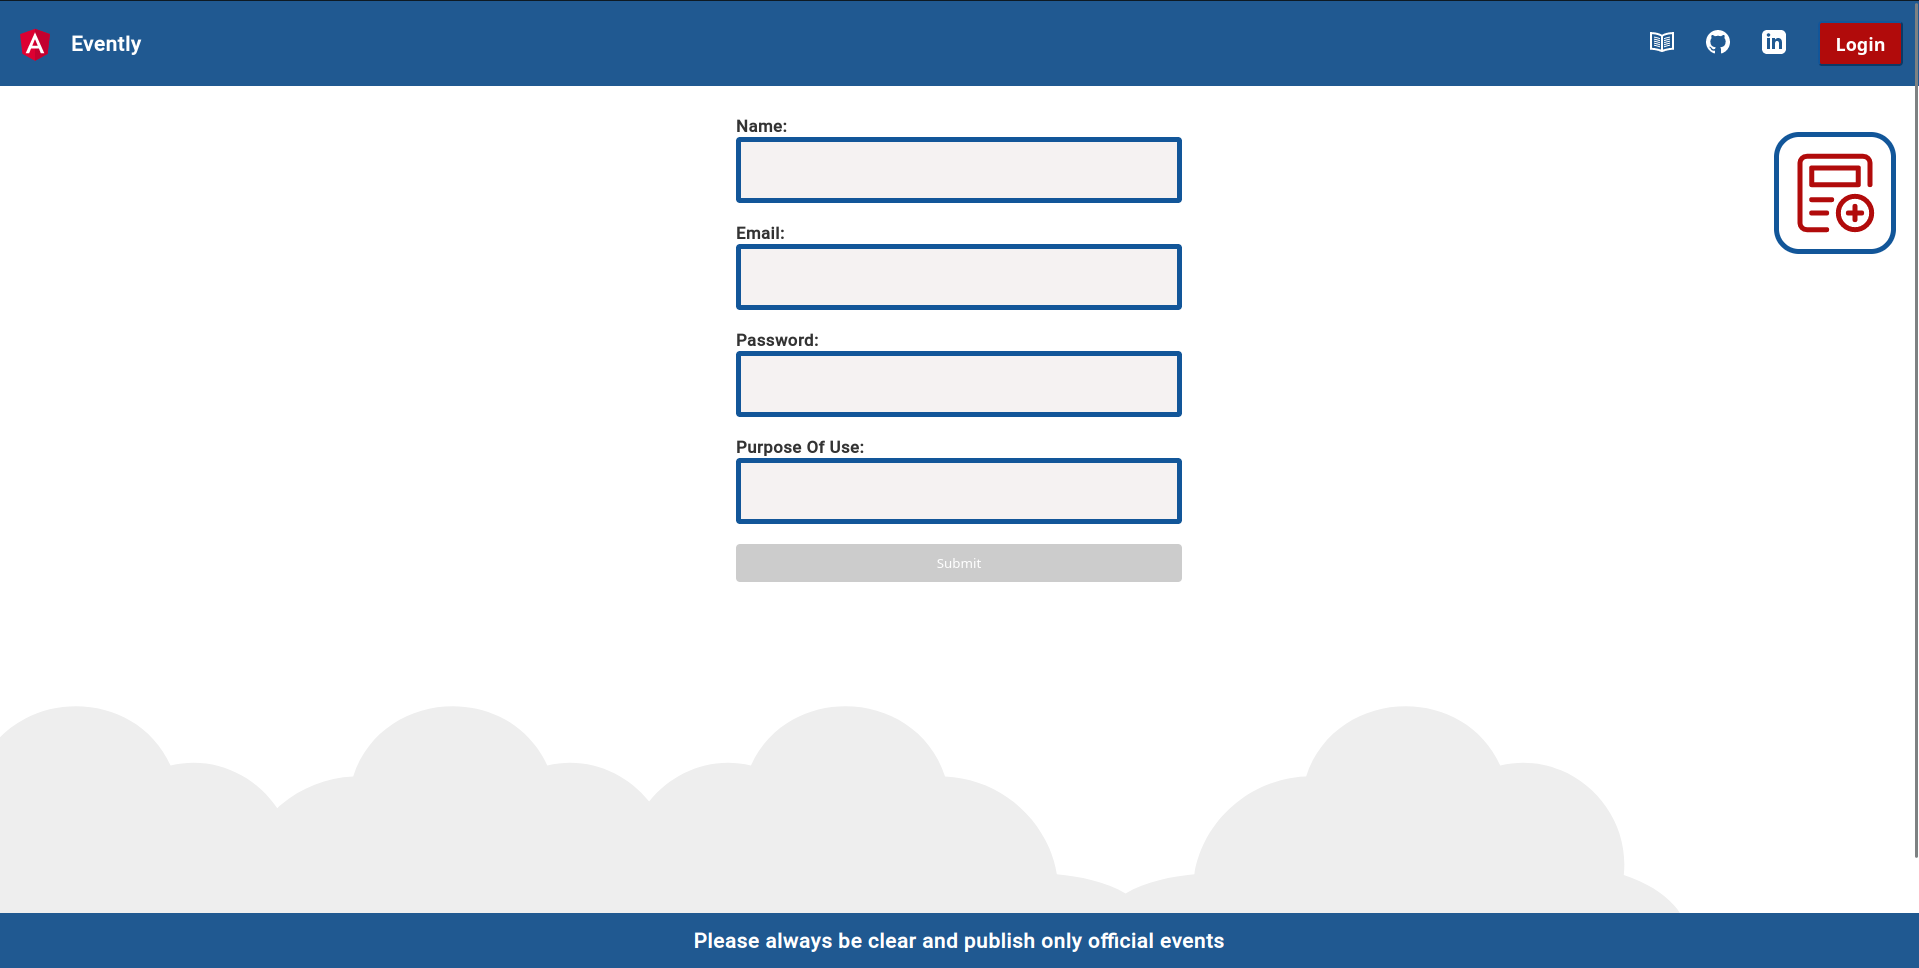 Evently
Login
Name:
Email:
Password:
Purpose Of Use:
Submit
Please always be clear and publish only official events